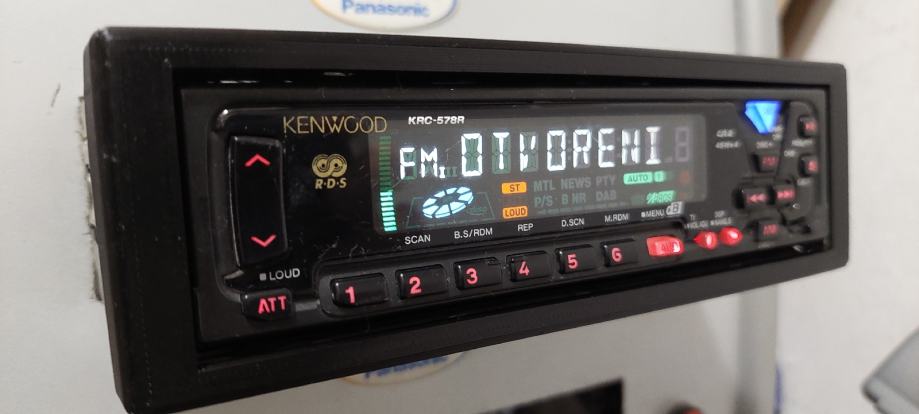 Panasonic
KENWOOD
KRC-578R
R·D·S
FM OTVORENI
ST MTL NEWS PTY AUTO
LOUD P/S B NR DAB
SCAN B.S/RDM REP D.SCN M.RDM ■MENU
■LOUD
ATT 1 2 3 4 5 6